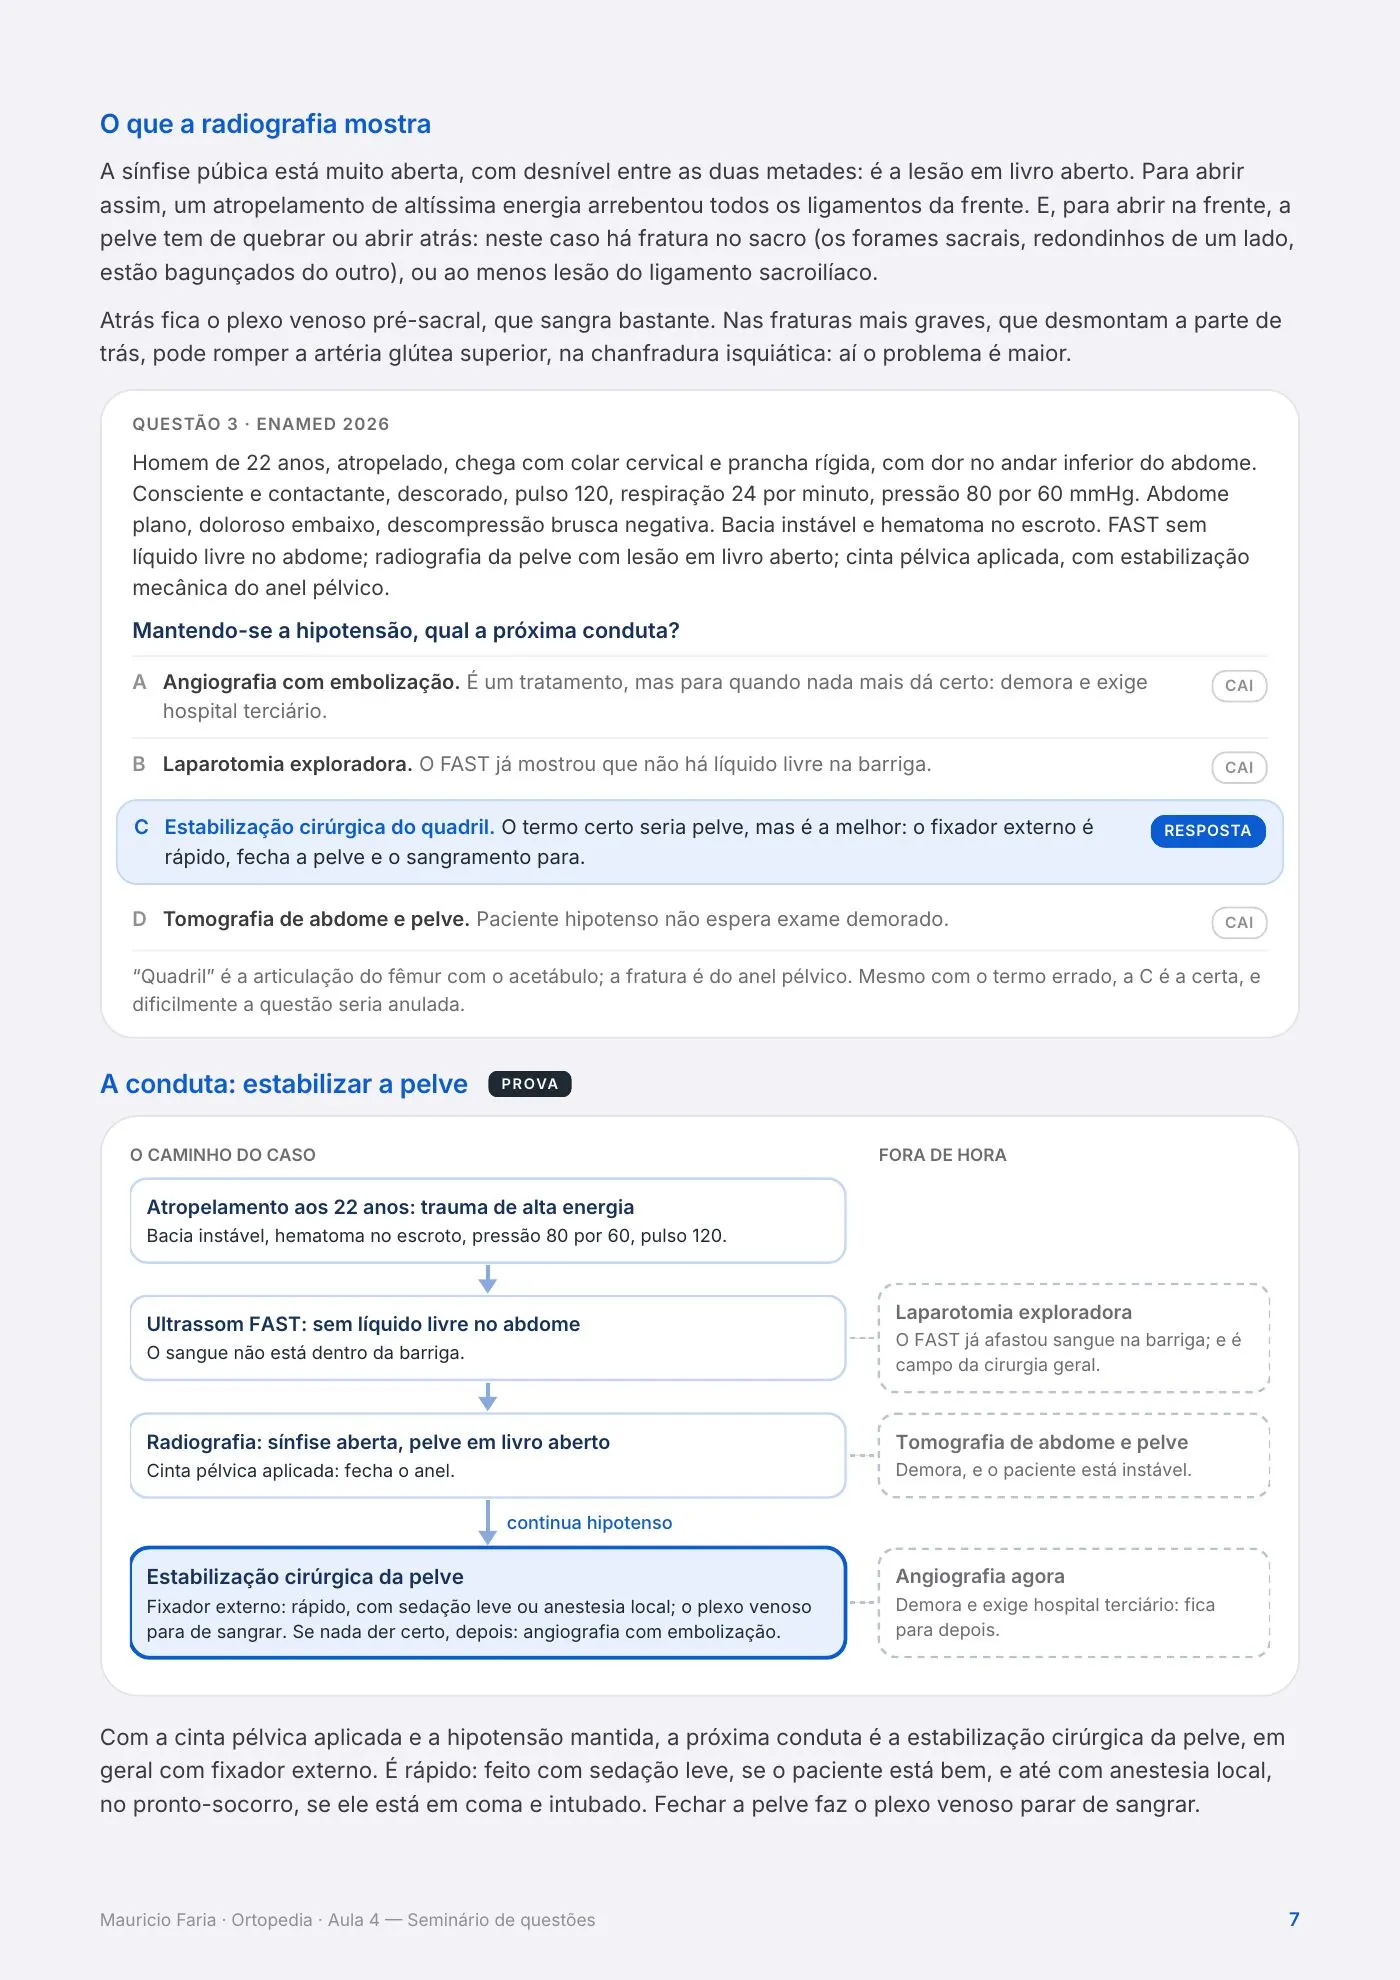 O que a radiografia mostra
A sínfise púbica está muito aberta, com desnível entre as duas metades: é a lesão em livro aberto. Para abrir
assim, um atropelamento de altíssima energia arrebentou todos os ligamentos da frente. E, para abrir na frente, a
pelve tem de quebrar ou abrir atrás: neste caso há fratura no sacro (os forames sacrais, redondinhos de um lado,
estão bagunçados do outro), ou ao menos lesão do ligamento sacroilíaco.
Atrás fica o plexo venoso pré-sacral, que sangra bastante. Nas fraturas mais graves, que desmontam a parte de
trás, pode romper a artéria glútea superior, na chanfradura isquiática: aí o problema é maior.
QUESTÃO 3 · ENAMED 2026
Homem de 22 anos, atropelado, chega com colar cervical e prancha rígida, com dor no andar inferior do abdome.
Consciente e contactante, descorado, pulso 120, respiração 24 por minuto, pressão 80 por 60 mmHg. Abdome
plano, doloroso embaixo, descompressão brusca negativa. Bacia instável e hematoma no escroto. FAST sem
líquido livre no abdome; radiografia da pelve com lesão em livro aberto; cinta pélvica aplicada, com estabilização
mecânica do anel pélvico.
Mantendo-se a hipotensão, qual a próxima conduta?
A Angiografia com embolização. É um tratamento, mas para quando nada mais dá certo: demora e exige CAI
hospital terciário.
B Laparotomia exploradora. O FAST já mostrou que não há líquido livre na barriga. CAI
C Estabilização cirúrgica do quadril. O termo certo seria pelve, mas é a melhor: o fixador externo é RESPOSTA
rápido, fecha a pelve e o sangramento para.
D Tomografia de abdome e pelve. Paciente hipotenso não espera exame demorado. CAI
“Quadril” é a articulação do fêmur com o acetábulo; a fratura é do anel pélvico. Mesmo com o termo errado, a C é a certa, e
dificilmente a questão seria anulada.
A conduta: estabilizar a pelve PROVA
O CAMINHO DO CASO
Atropelamento aos 22 anos: trauma de alta energia
Bacia instável, hematoma no escroto, pressão 80 por 60, pulso 120.
Ultrassom FAST: sem líquido livre no abdome
O sangue não está dentro da barriga.
Radiografia: sínfise aberta, pelve em livro aberto
Cinta pélvica aplicada: fecha o anel.
continua hipotenso
Estabilização cirúrgica da pelve
Fixador externo: rápido, com sedação leve ou anestesia local; o plexo venoso
para de sangrar. Se nada der certo, depois: angiografia com embolização.
FORA DE HORA
Laparotomia exploradora
O FAST já afastou sangue na barriga; e é
campo da cirurgia geral.
Tomografia de abdome e pelve
Demora, e o paciente está instável.
Angiografia agora
Demora e exige hospital terciário: fica
para depois.
Com a cinta pélvica aplicada e a hipotensão mantida, a próxima conduta é a estabilização cirúrgica da pelve, em
geral com fixador externo. É rápido: feito com sedação leve, se o paciente está bem, e até com anestesia local,
no pronto-socorro, se ele está em coma e intubado. Fechar a pelve faz o plexo venoso parar de sangrar.
Mauricio Faria · Ortopedia · Aula 4 — Seminário de questões
7